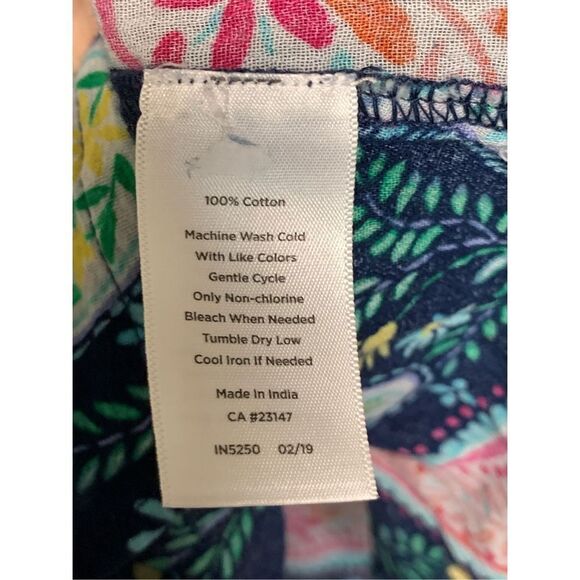 100% Cotton
Machine Wash Cold
With Like Colors
Gentle Cycle
Only Non-chlorine
Bleach When Needed
Tumble Dry Low
Cool Iron If Needed
Made In India
CA #23147
IN5250 02/19